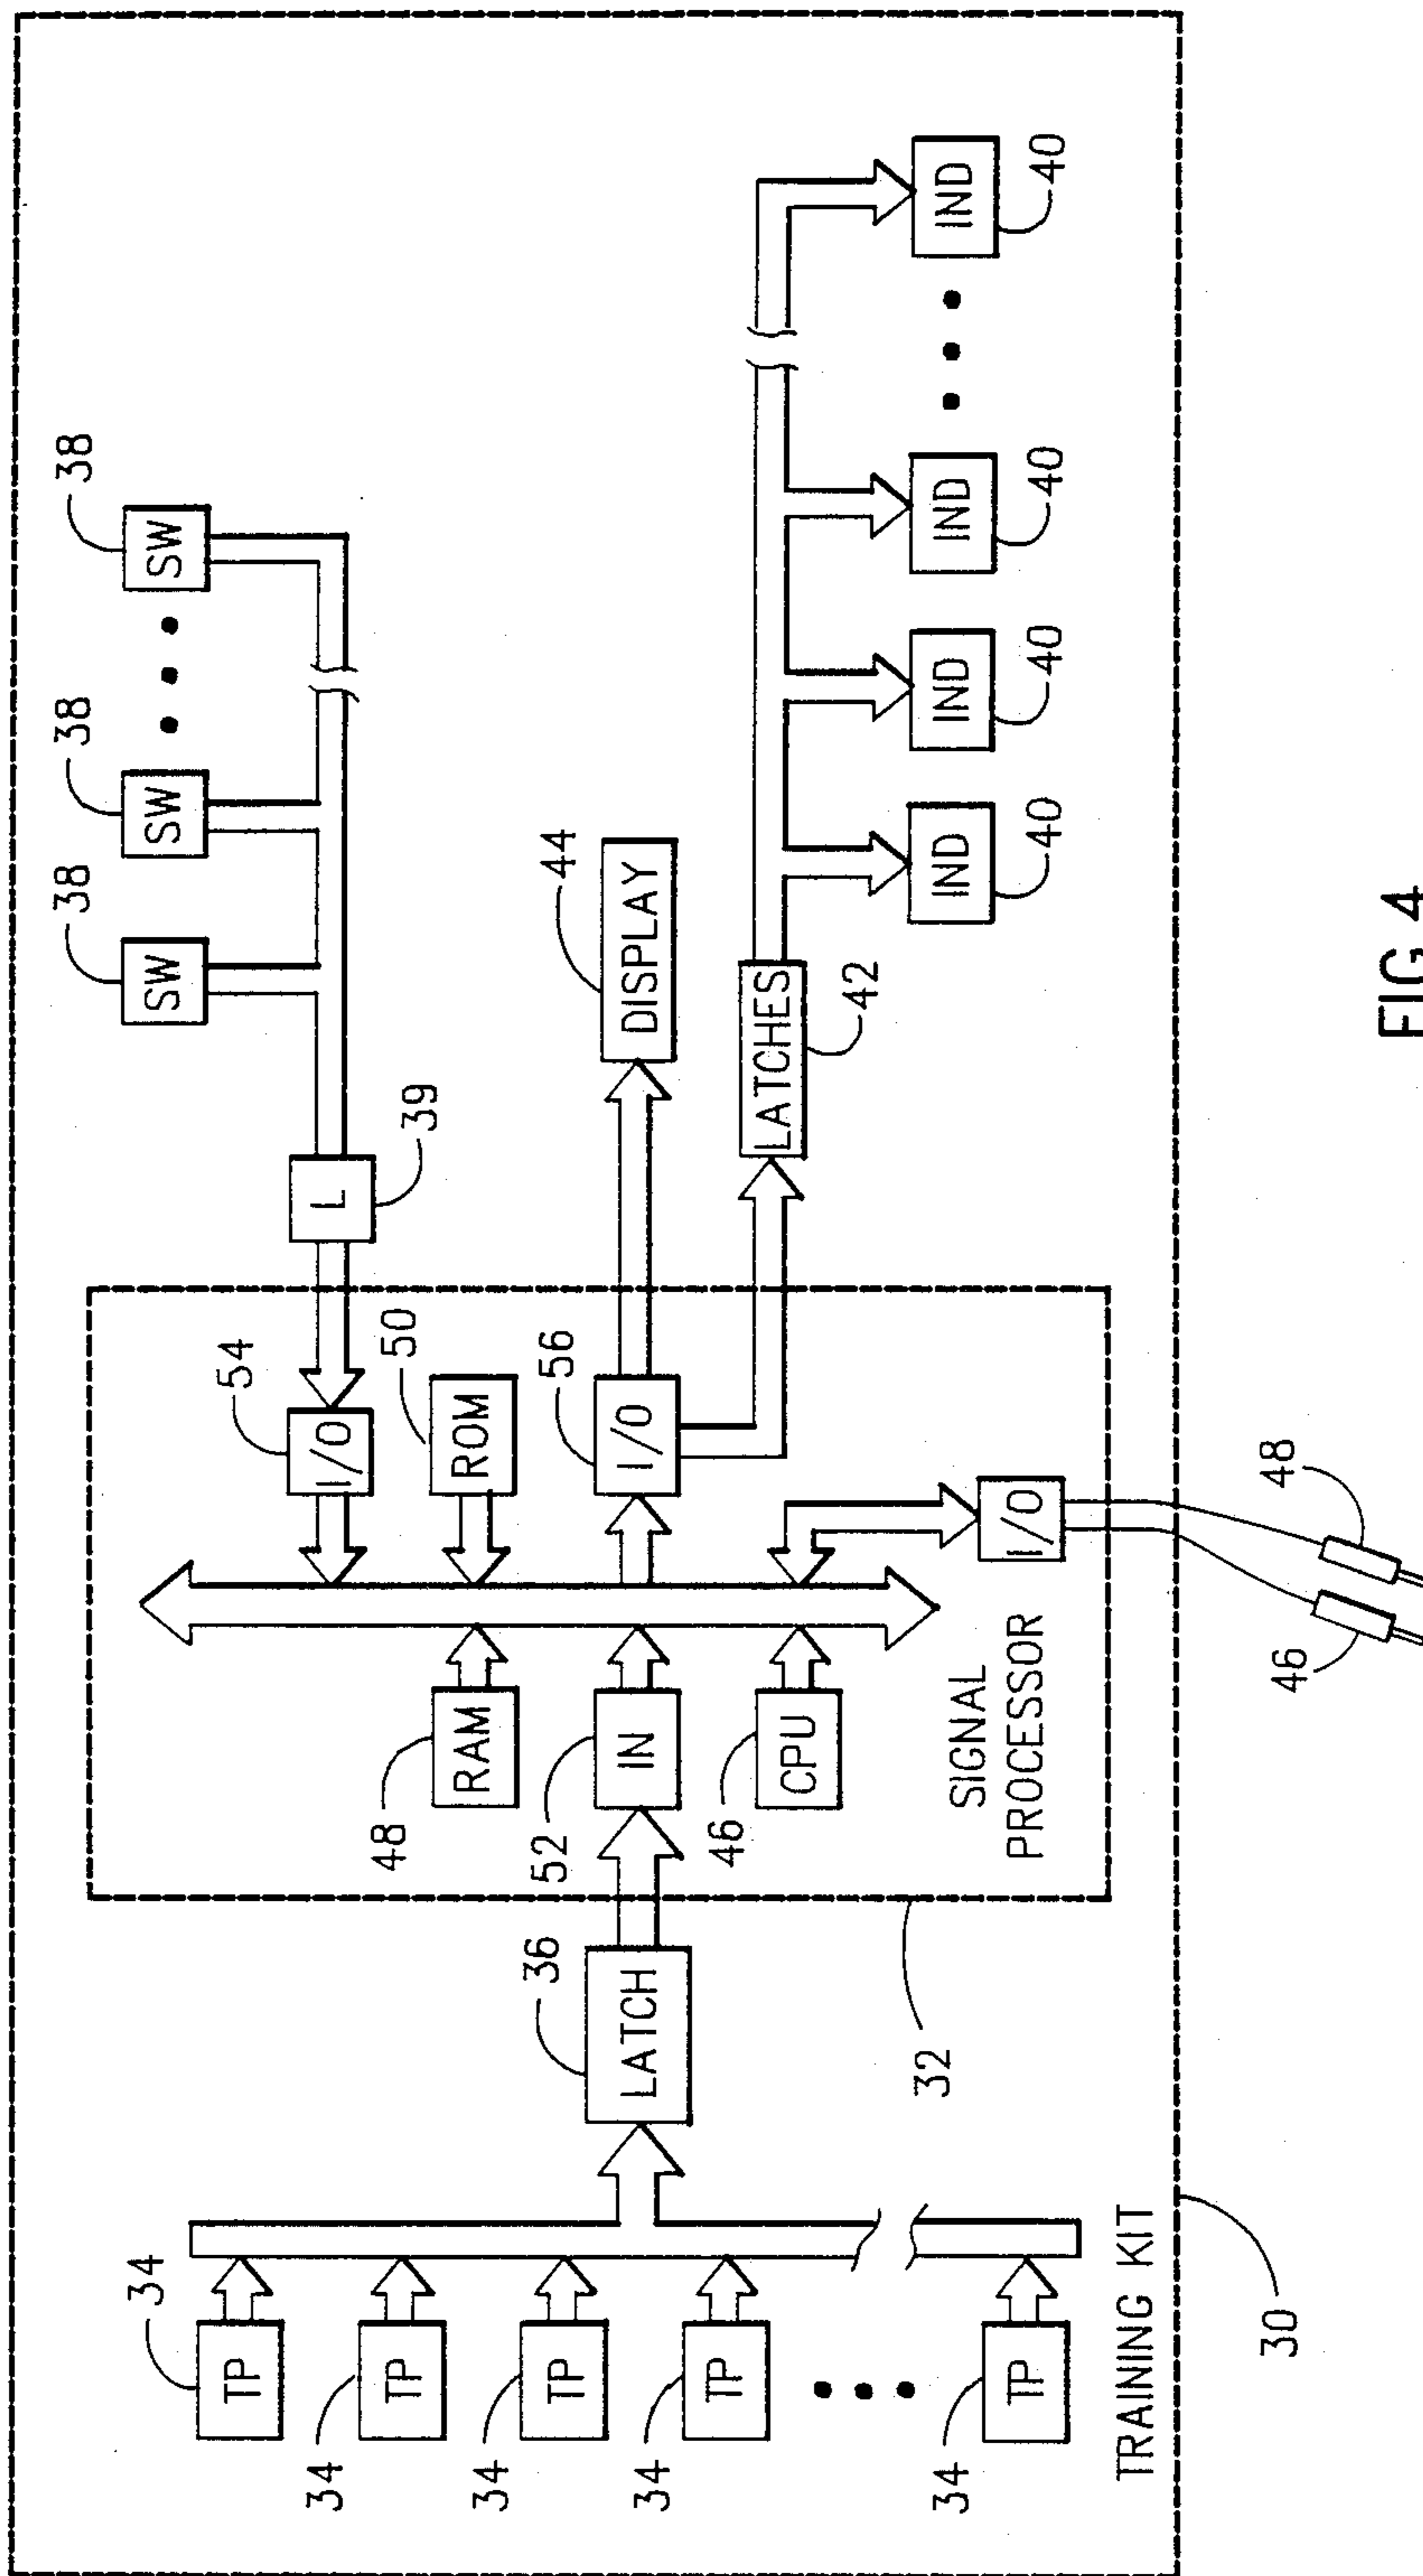 38
38
38
SW
SW
SW
39
L
54
I/O
50
ROM
48
RAM
44
DISPLAY
56
I/O
52
IN
36
LATCH
42
LATCHES
46
CPU
I/O
40
40
40
40
IND
IND
IND
IND
34
34
34
34
34
TP
TP
TP
TP
TP
SIGNAL
PROCESSOR
32
TRAINING KIT
30
46
48
FIG 4